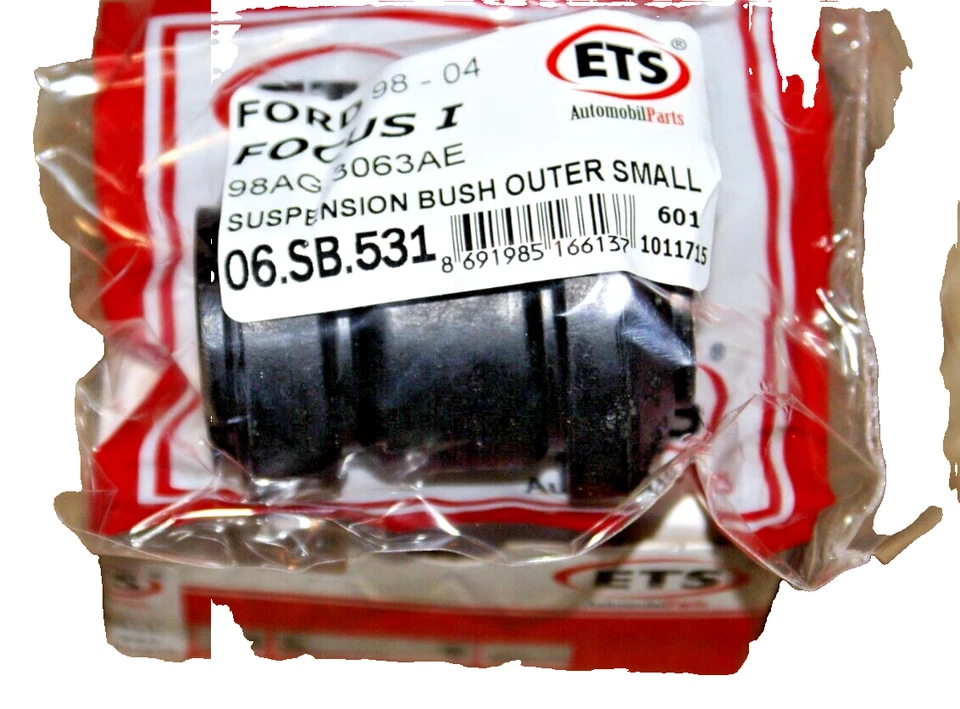 ETS®
AutomobilParts
FORD 98 - 04
FOCUS I
98AG 3063AE
SUSPENSION BUSH OUTER SMALL
06.SB.531
8 691985 166137
601
1011715
ETS
AutomobilParts